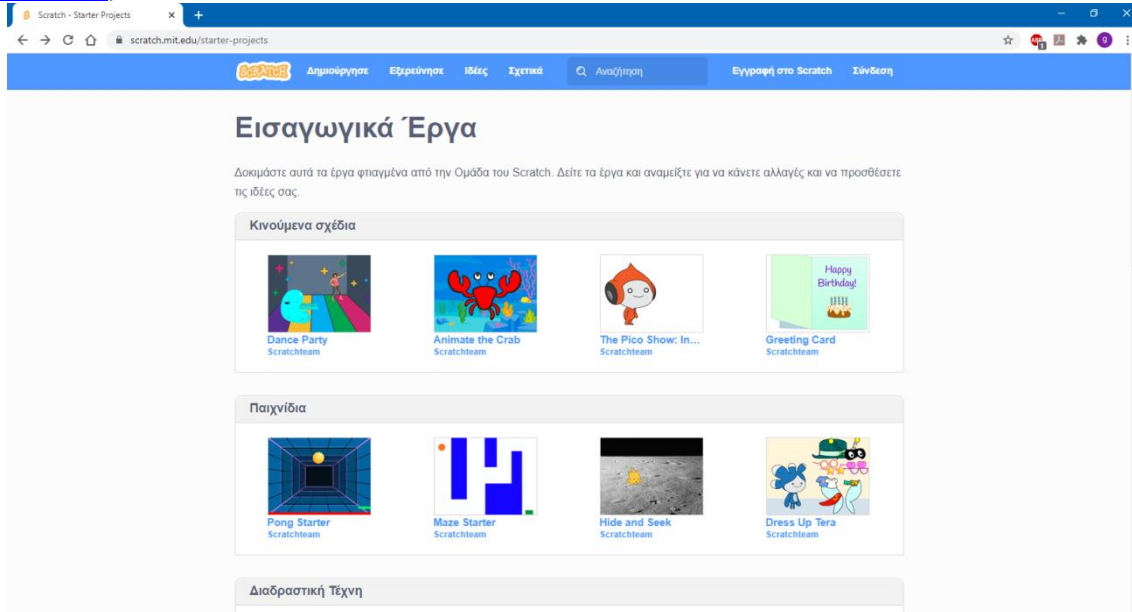 Scratch - Starter Projects
scratch.mit.edu/starter-projects
SCRATCH Δημιούργησε Εξερεύνησε Ιδέες Σχετικά Αναζήτηση Εγγραφή στο Scratch Σύνδεση
Εισαγωγικά Έργα
Δοκιμάστε αυτά τα έργα φτιαγμένα από την Ομάδα του Scratch. Δείτε τα έργα και αναμείξτε για να κάνετε αλλαγές και να προσθέσετε
τις ιδέες σας.
Κινούμενα σχέδια
Happy
Birthday!
Dance Party Animate the Crab The Pico Show: In... Greeting Card
Scratchteam Scratchteam Scratchteam Scratchteam
Παιχνίδια
Pong Starter Maze Starter Hide and Seek Dress Up Tera
Scratchteam Scratchteam Scratchteam Scratchteam
Διαδραστική Τέχνη